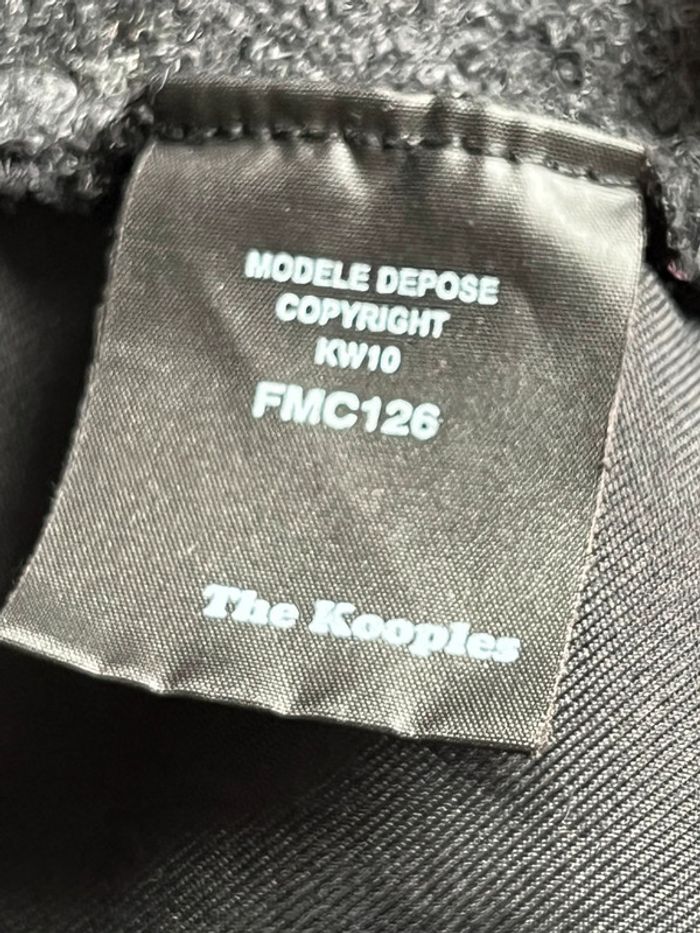 MODELE DEPOSE
COPYRIGHT
KW10
FMC126
The Kooples